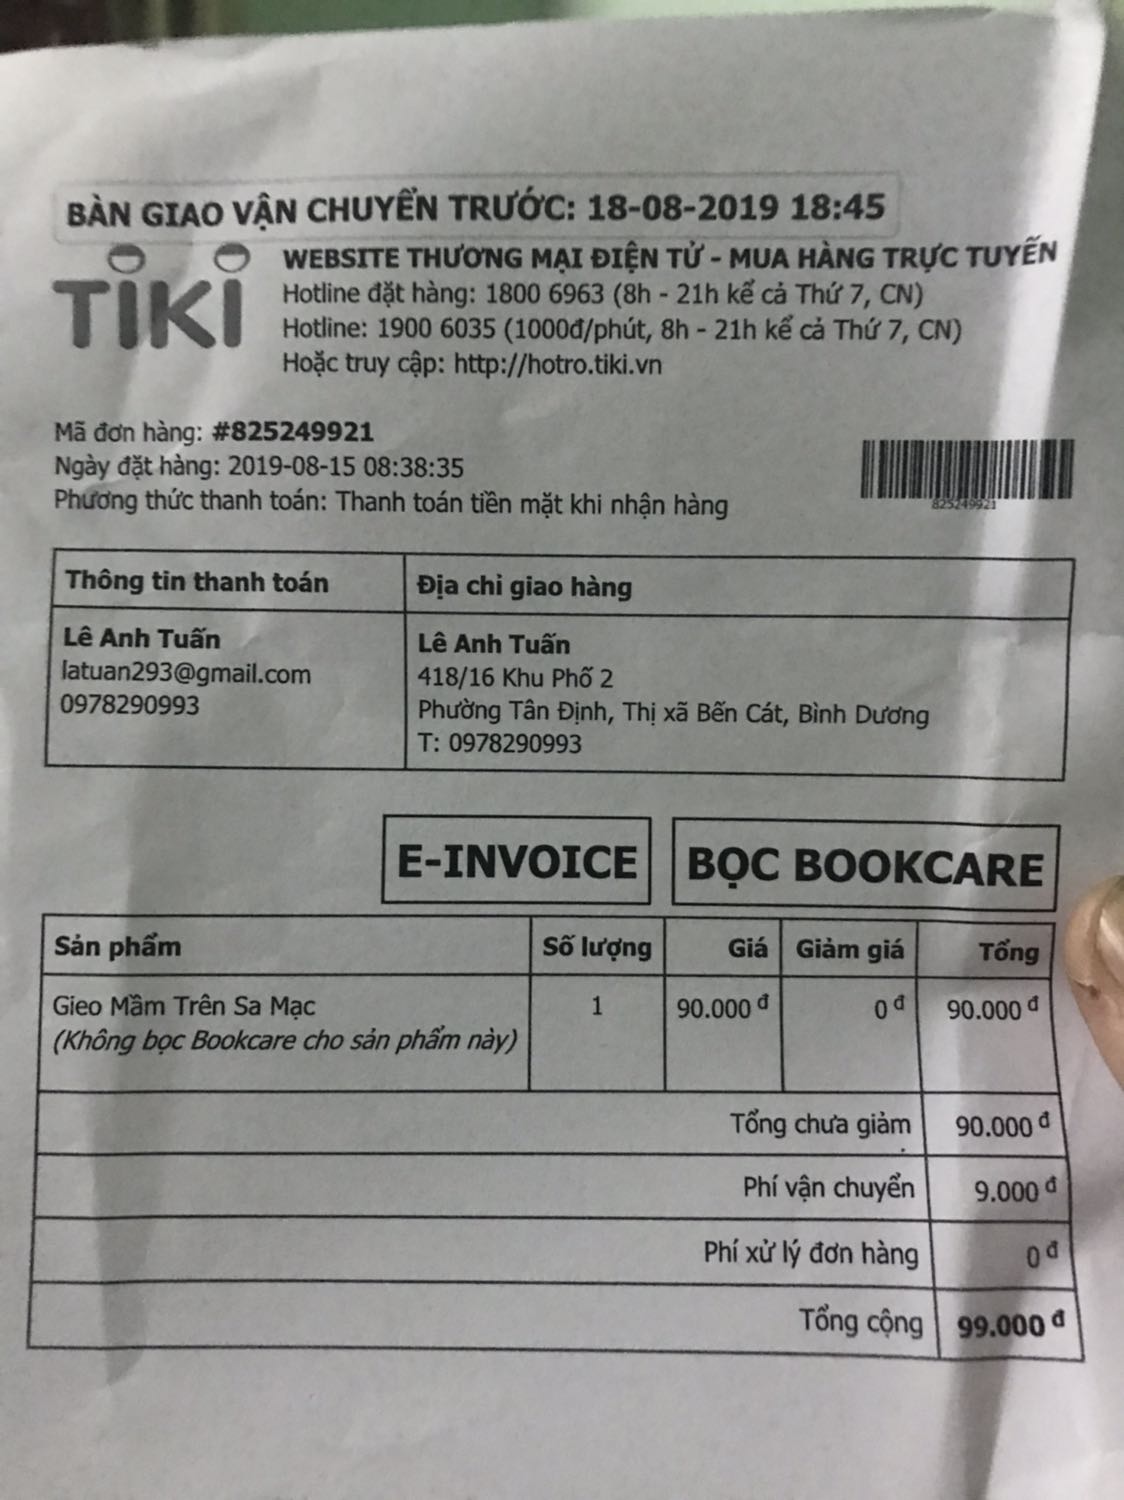 BÀN GIAO VẬN CHUYỂN TRƯỚC: 18-08-2019 18:45
TIKI
WEBSITE THƯƠNG MẠI ĐIỆN TỬ - MUA HÀNG TRỰC TUYẾN
Hotline đặt hàng: 1800 6963 (8h - 21h kể cả Thứ 7, CN)
Hotline: 1900 6035 (1000đ/phút, 8h - 21h kể cả Thứ 7, CN)
Hoặc truy cập: http://hotro.tiki.vn
Mã đơn hàng: #825249921
Ngày đặt hàng: 2019-08-15 08:38:35
Phương thức thanh toán: Thanh toán tiền mặt khi nhận hàng
825249921
Thông tin thanh toán
Lê Anh Tuấn
latuan293@gmail.com
0978290993
Địa chỉ giao hàng
Lê Anh Tuấn
418/16 Khu Phố 2
Phường Tân Định, Thị xã Bến Cát, Bình Dương
T: 0978290993
E-INVOICE
BỌC BOOKCARE
Sản phẩm Số lượng Giá Giảm giá Tổng
Gieo Mầm Trên Sa Mạc 1 90.000 đ 0 đ 90.000 đ
(Không bọc Bookcare cho sản phẩm này)
Tổng chưa giảm 90.000 đ
Phí vận chuyển 9.000 đ
Phí xử lý đơn hàng 0 đ
Tổng cộng 99.000 đ